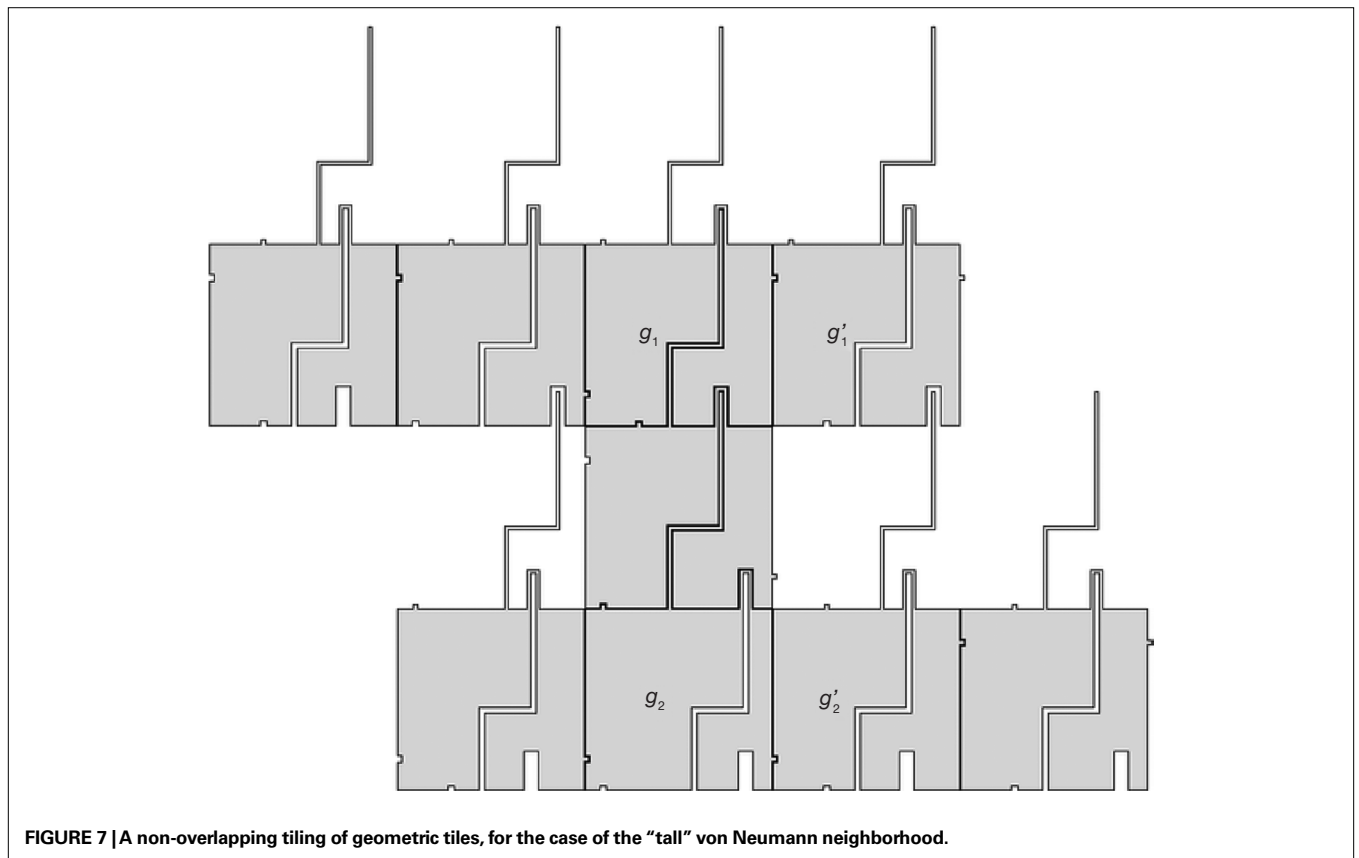 g₁
g'₁
g₂
g'₂
FIGURE 7 | A non-overlapping tiling of geometric tiles, for the case of the “tall” von Neumann neighborhood.